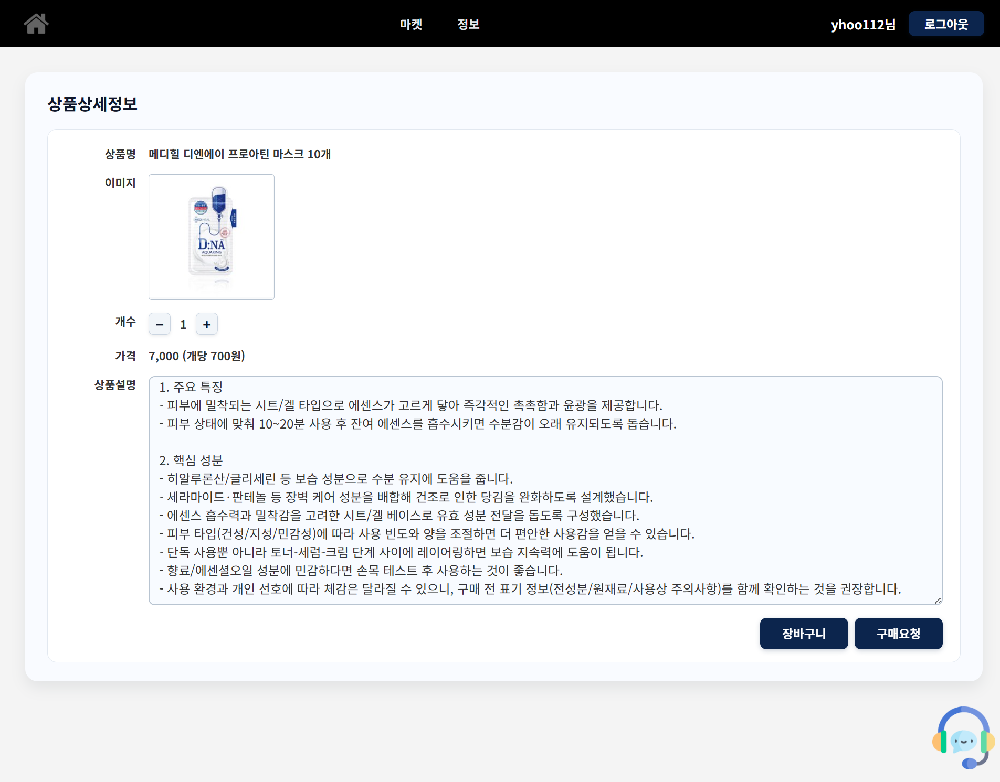 마켓
정보
yhoo112님
로그아웃
상품상세정보
상품명
메디힐 디엔에이 프로아틴 마스크 10개
이미지
MEDIHEAL
D:NA
AQUARING
개수
−
1
+
가격
7,000 (개당 700원)
상품설명
1. 주요 특징
- 피부에 밀착되는 시트/겔 타입으로 에센스가 고르게 닿아 즉각적인 촉촉함과 윤광을 제공합니다.
- 피부 상태에 맞춰 10~20분 사용 후 잔여 에센스를 흡수시키면 수분감이 오래 유지되도록 돕습니다.
2. 핵심 성분
- 히알루론산/글리세린 등 보습 성분으로 수분 유지에 도움을 줍니다.
- 세라마이드·판테놀 등 장벽 케어 성분을 배합해 건조로 인한 당김을 완화하도록 설계했습니다.
- 에센스 흡수력과 밀착감을 고려한 시트/겔 베이스로 유효 성분 전달을 돕도록 구성했습니다.
- 피부 타입(건성/지성/민감성)에 따라 사용 빈도와 양을 조절하면 더 편안한 사용감을 얻을 수 있습니다.
- 단독 사용뿐 아니라 토너-세럼-크림 단계 사이에 레이어링하면 보습 지속력에 도움이 됩니다.
- 향료/에센셜오일 성분에 민감하다면 손목 테스트 후 사용하는 것이 좋습니다.
- 사용 환경과 개인 선호에 따라 체감은 달라질 수 있으니, 구매 전 표기 정보(전성분/원재료/사용상 주의사항)를 함께 확인하는 것을 권장합니다.
장바구니
구매요청